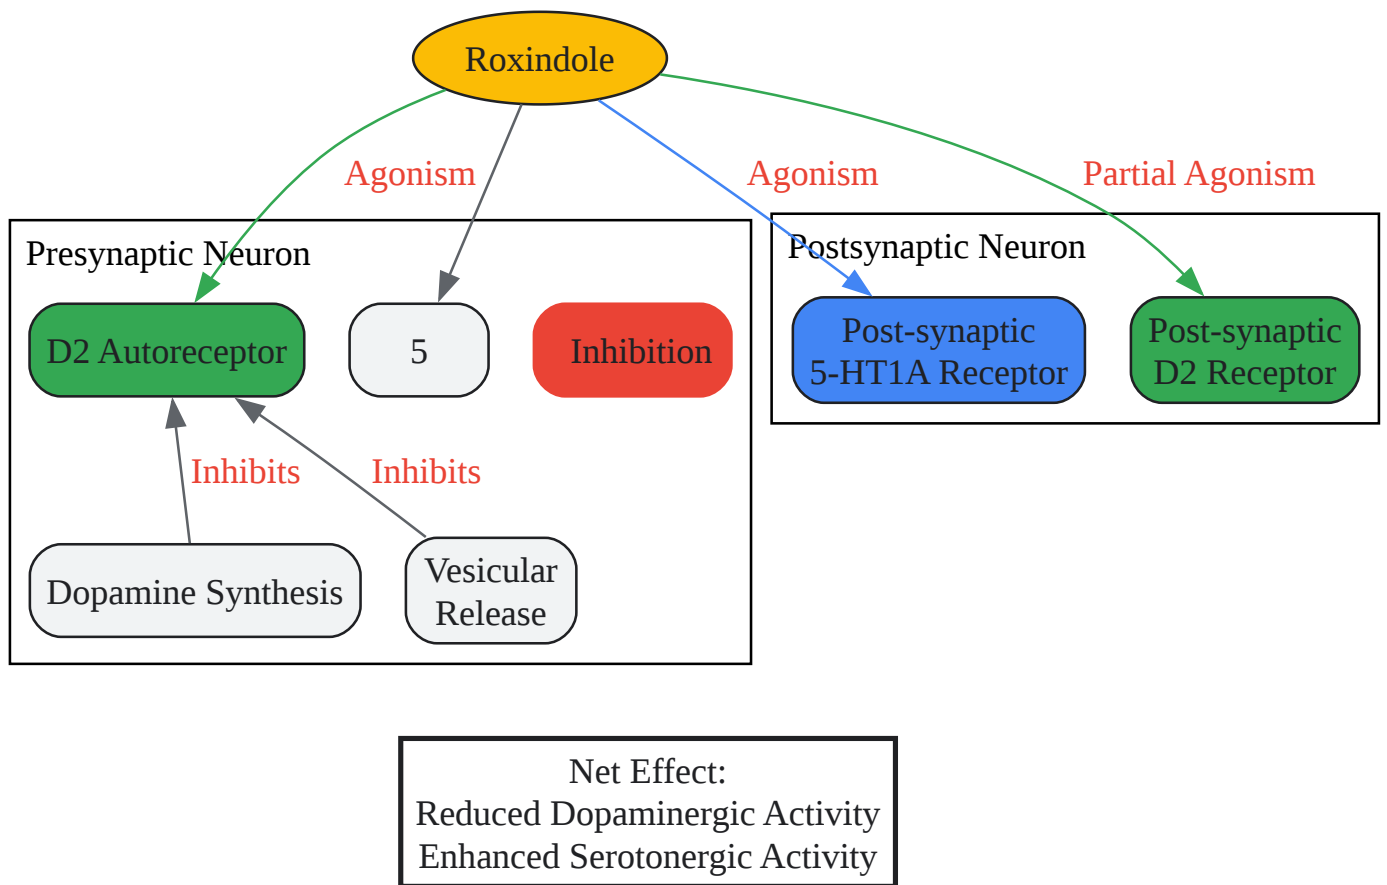 Roxindole
Agonism
Agonism
Partial Agonism
Presynaptic Neuron
Postsynaptic Neuron
D2 Autoreceptor
5
Inhibition
Post-synaptic
5-HT1A Receptor
Post-synaptic
D2 Receptor
Inhibits
Inhibits
Dopamine Synthesis
Vesicular
Release
Net Effect:
Reduced Dopaminergic Activity
Enhanced Serotonergic Activity